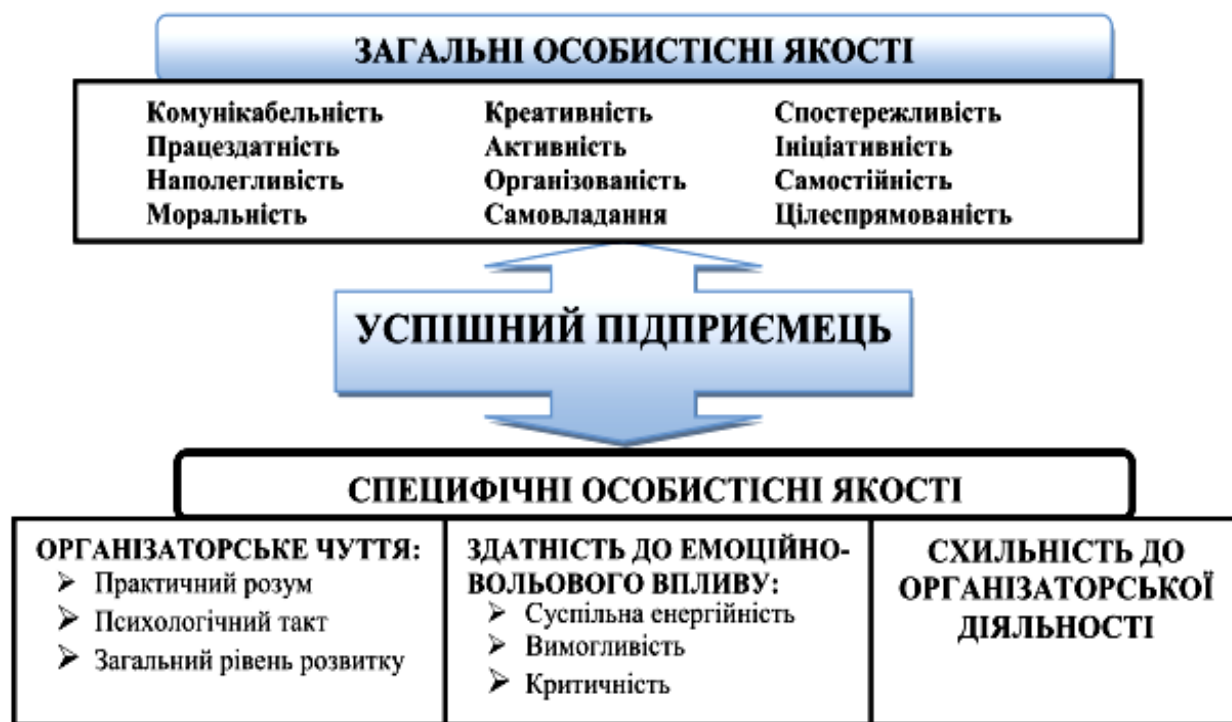 ЗАГАЛЬНІ ОСОБИСТІСНІ ЯКОСТІ
Комунікабельність Креативність Спостережливість
Працездатність Активність Ініціативність
Наполегливість Організованість Самостійність
Моральність Самовладання Цілеспрямованість
УСПІШНИЙ ПІДПРИЄМЕЦЬ
СПЕЦИФІЧНІ ОСОБИСТІСНІ ЯКОСТІ
ОРГАНІЗАТОРСЬКЕ ЧУТТЯ:
➢ Практичний розум
➢ Психологічний такт
➢ Загальний рівень розвитку
ЗДАТНІСТЬ ДО ЕМОЦІЙНО-
ВОЛЬОВОГО ВПЛИВУ:
➢ Суспільна енергійність
➢ Вимогливість
➢ Критичність
СХИЛЬНІСТЬ ДО
ОРГАНІЗАТОРСЬКОЇ
ДІЯЛЬНОСТІ